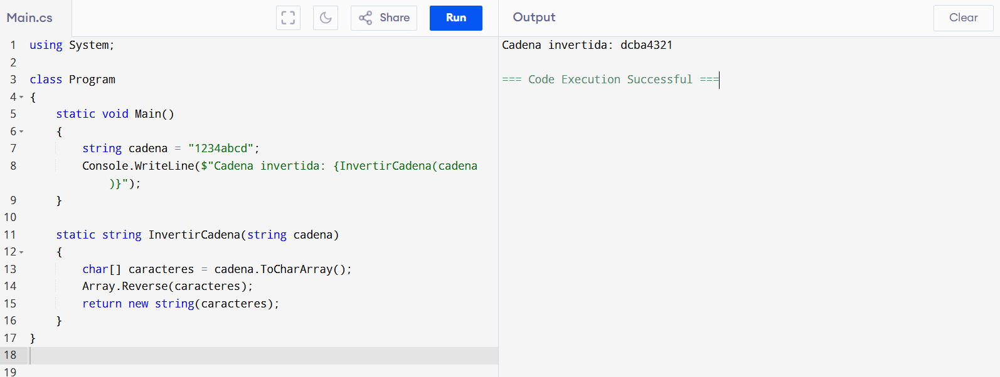 Main.cs
Share
Run
Output
Clear
1 using System;
2
3 class Program
4 {
5 static void Main()
6 {
7 string cadena = "1234abcd";
8 Console.WriteLine($"Cadena invertida: {InvertirCadena(cadena
)}");
9 }
10
11 static string InvertirCadena(string cadena)
12 {
13 char[] caracteres = cadena.ToCharArray();
14 Array.Reverse(caracteres);
15 return new string(caracteres);
16 }
17 }
18
19
Cadena invertida: dcba4321
=== Code Execution Successful ===